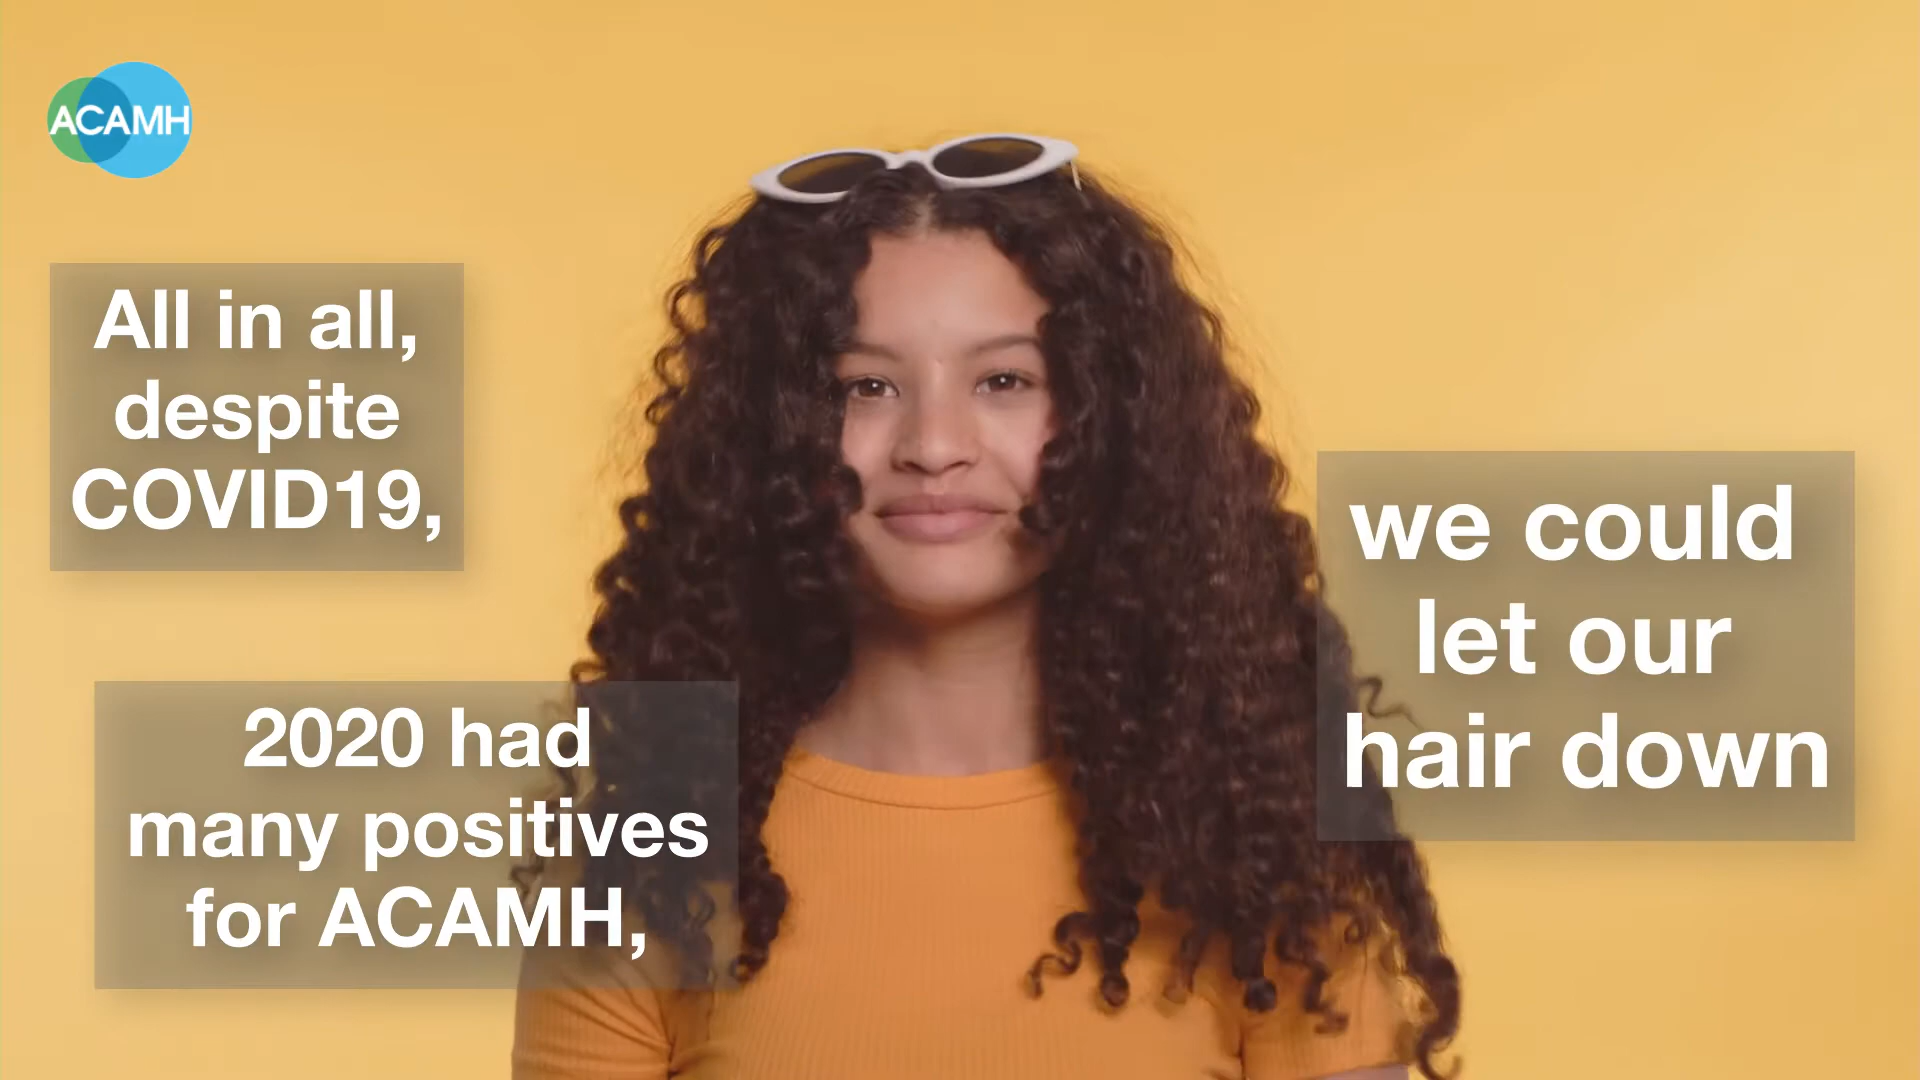 ACAMH
All in all,
despite
COVID19,
2020 had
many positives
for ACAMH,
we could
let our
hair down